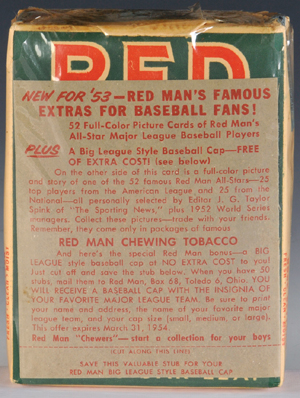 RED
NEW FOR '53—RED MAN'S FAMOUS
EXTRAS FOR BASEBALL FANS!
52 Full-Color Picture Cards of Red Man's
All-Star Major League Baseball Players
PLUS A Big League Style Baseball Cap—FREE
OF EXTRA COST! (see below)
On the other side of this card is a full-color picture
and story of one of the 52 famous Red Man All-Stars—25
top players from the American League and 25 from the
National—all personally selected by Editor J. G. Taylor
Spink of "The Sporting News," plus 1952 World Series
managers. Collect these pictures—trade with your friends.
Remember, they come only in packages of famous
RED MAN CHEWING TOBACCO
And here's the special Red Man bonus—a BIG
LEAGUE style baseball cap at NO EXTRA COST to you!
Just cut off and save the stub below. When you have 50
stubs, mail them to Red Man, Box 68, Toledo 6, Ohio, YOU
WILL RECEIVE A BASEBALL CAP WITH THE INSIGNIA OF
YOUR FAVORITE MAJOR LEAGUE TEAM. Be sure to print
your name and address, the name of your favorite major
league team, and your cap size (small, medium, or large).
This offer expires March 31, 1954.
Red Man "Chewers"—start a collection for your boys
(CUT ALONG THIS LINE)
SAVE THIS VALUABLE STUB FOR YOUR
RED MAN BIG LEAGUE STYLE BASEBALL CAP